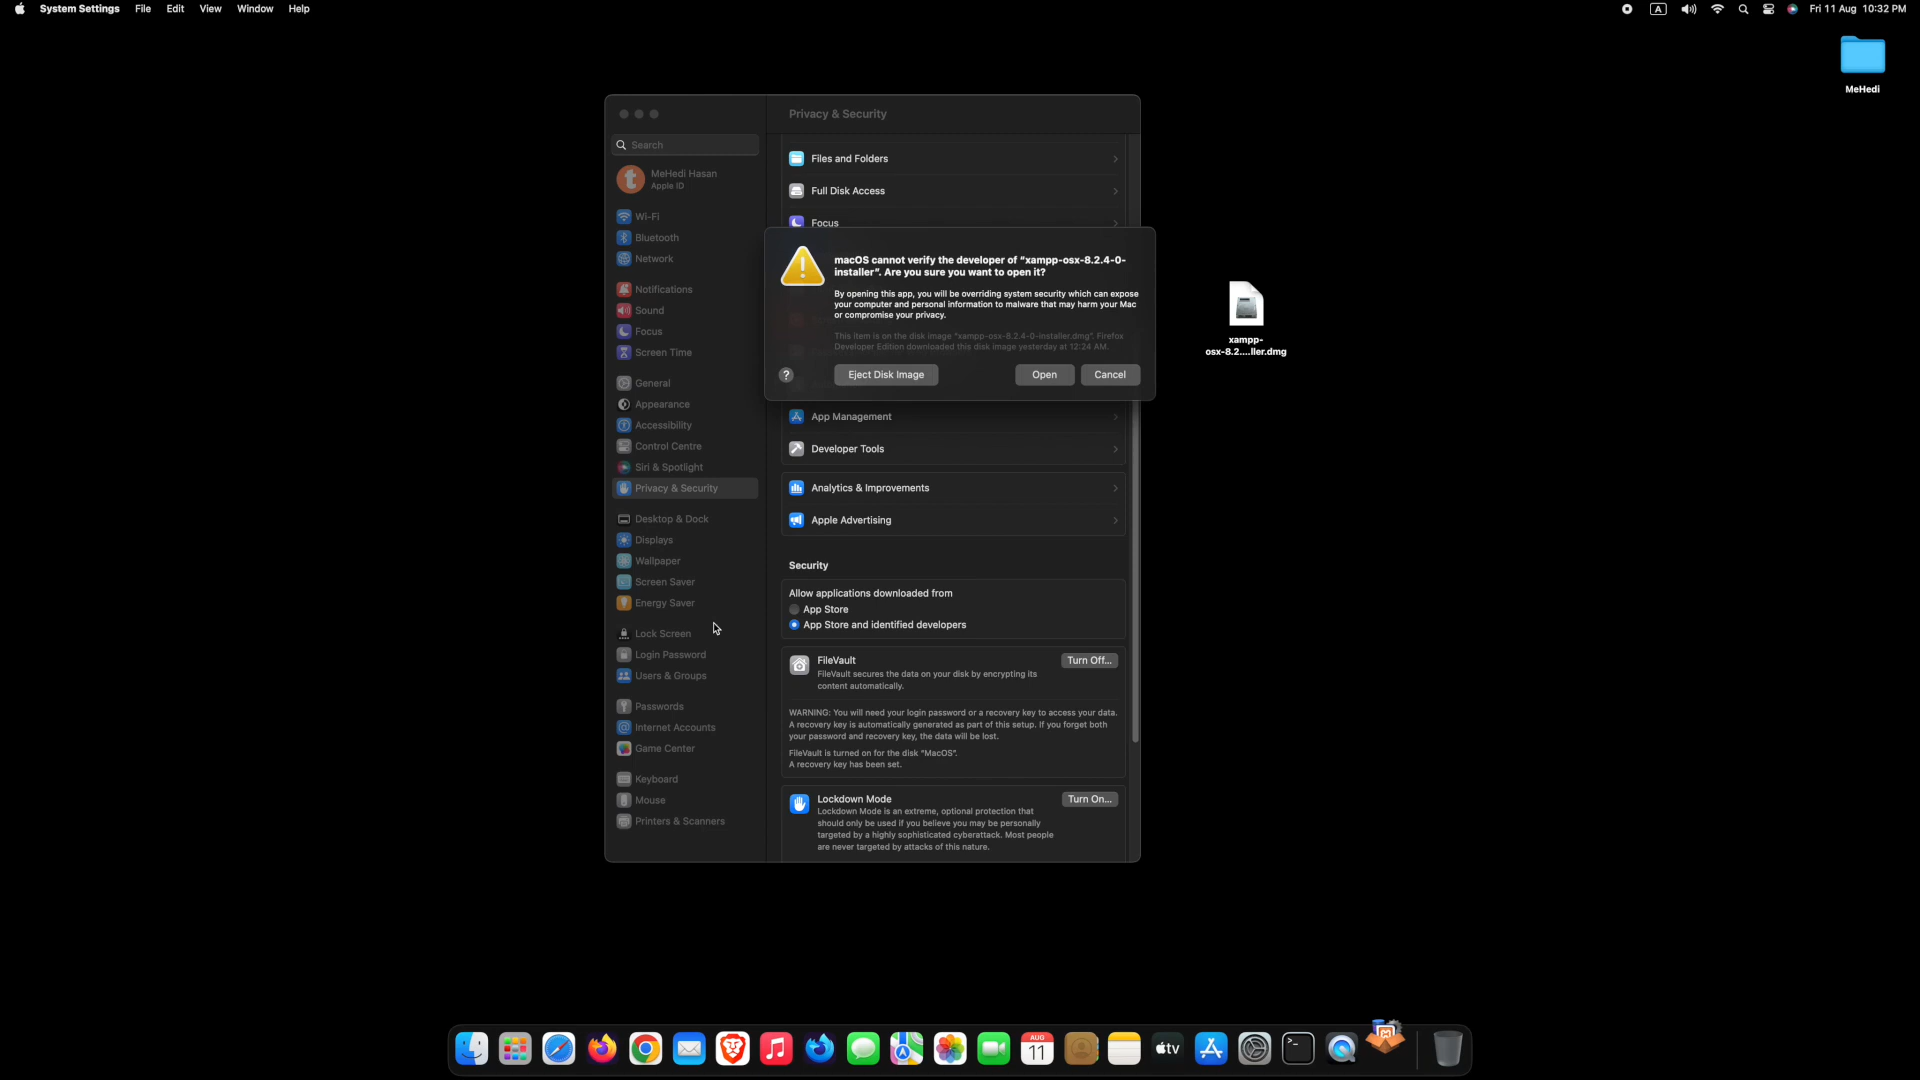 System Settings File Edit View Window Help
A Fri 11 Aug 10:32 PM
MeHedi
Privacy & Security
Search
MeHedi Hasan
Apple ID
Wi-Fi
Bluetooth
Network
Notifications
Sound
Focus
Screen Time
General
Appearance
Accessibility
Control Centre
Siri & Spotlight
Privacy & Security
Desktop & Dock
Displays
Wallpaper
Screen Saver
Energy Saver
Lock Screen
Login Password
Users & Groups
Passwords
Internet Accounts
Game Center
Keyboard
Mouse
Printers & Scanners
Files and Folders
Full Disk Access
Focus
macOS cannot verify the developer of “xampp-osx-8.2.4-0-
installer”. Are you sure you want to open it?
By opening this app, you will be overriding system security which can expose
your computer and personal information to malware that may harm your Mac
or compromise your privacy.
This item is on the disk image “xampp-osx-8.2.4-0-installer.dmg”. Firefox
Developer Edition downloaded this disk image yesterday at 12:24 AM.
? Eject Disk Image Open Cancel
App Management
Developer Tools
Analytics & Improvements
Apple Advertising
Security
Allow applications downloaded from
App Store
App Store and identified developers
FileVault Turn Off...
FileVault secures the data on your disk by encrypting its
content automatically.
WARNING: You will need your login password or a recovery key to access your data.
A recovery key is automatically generated as part of this setup. If you forget both
your password and recovery key, the data will be lost.
FileVault is turned on for the disk “MacOS”.
A recovery key has been set.
Lockdown Mode Turn On...
Lockdown Mode is an extreme, optional protection that
should only be used if you believe you may be personally
targeted by a highly sophisticated cyberattack. Most people
are never targeted by attacks of this nature.
xampp-
osx-8.2....ller.dmg
AUG
11
tv